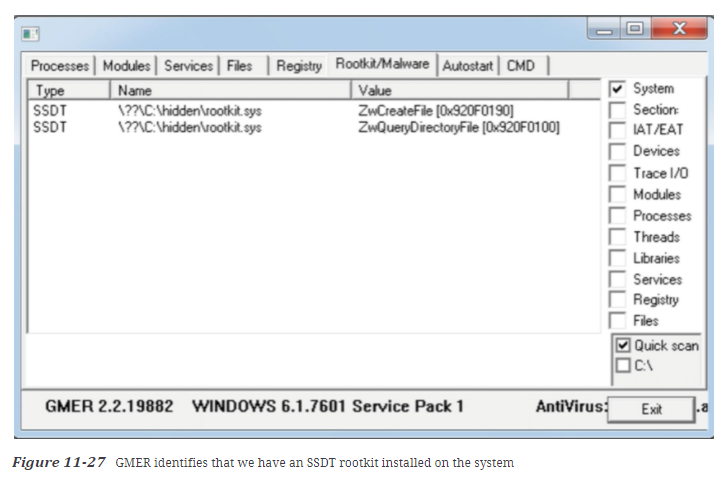 Processes Modules Services Files Registry Rootkit/Malware Autostart CMD
Type Name Value
SSDT \??\C:\hidden\rootkit.sys ZwCreateFile [0x920F0190]
SSDT \??\C:\hidden\rootkit.sys ZwQueryDirectoryFile [0x920F0100]
System
Section:
IAT/EAT
Devices
Trace I/O
Modules
Processes
Threads
Libraries
Services
Registry
Files
Quick scan
C:\
GMER 2.2.19882 WINDOWS 6.1.7601 Service Pack 1 AntiVirus: Exit .a
Figure 11-27 GMER identifies that we have an SSDT rootkit installed on the system